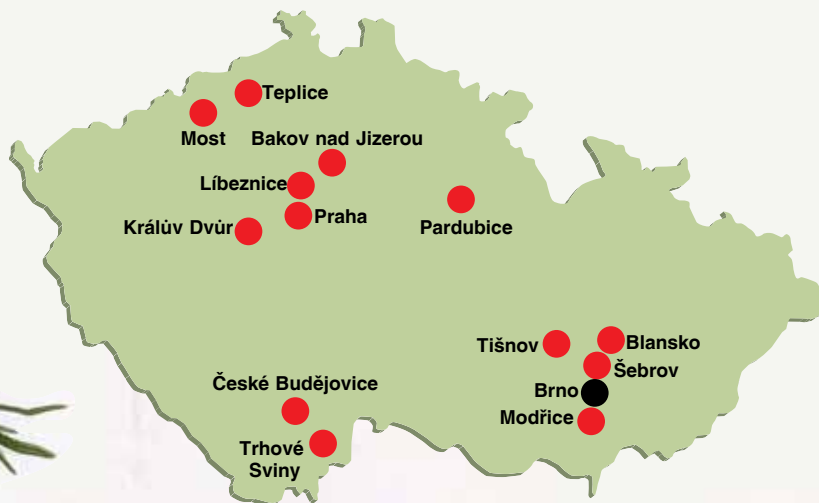 Teplice
Most
Bakov nad Jizerou
Líbeznice
Praha
Králův Dvůr
Pardubice
Tišnov
Blansko
Šebrov
Brno
Modřice
České Budějovice
Trhové
Sviny